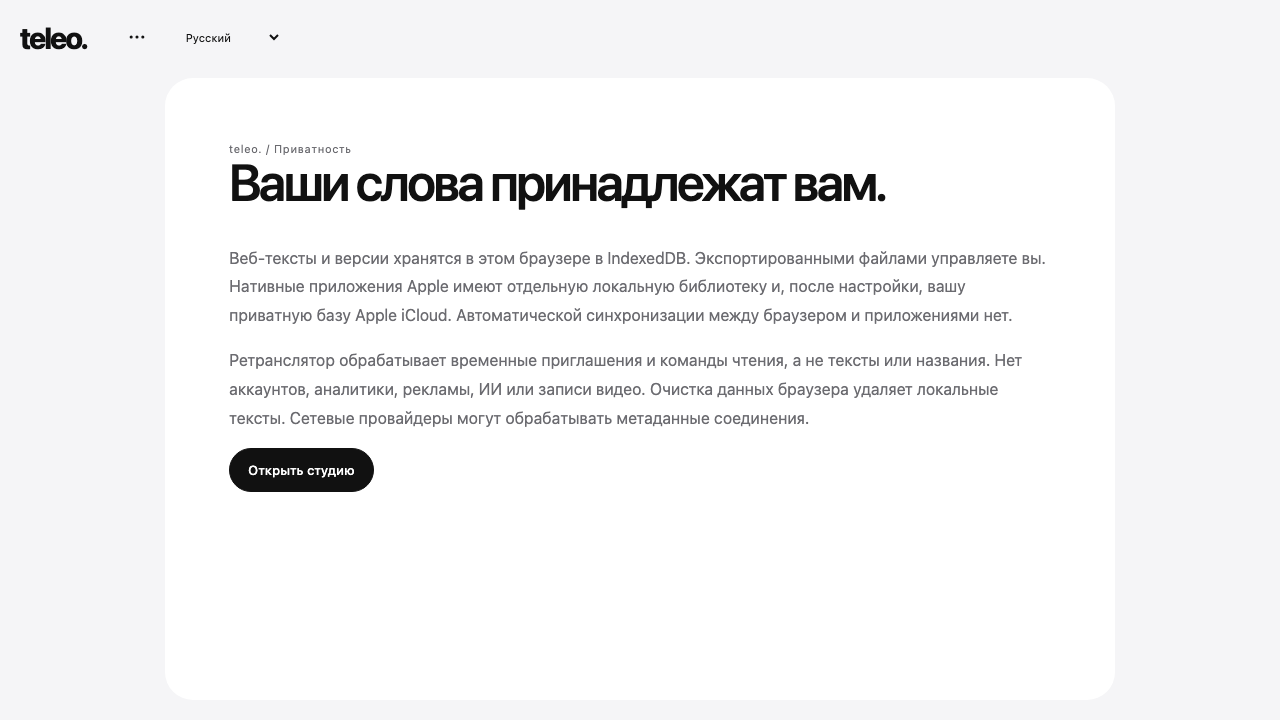 teleo.
Русский
teleo. / Приватность
Ваши слова принадлежат вам.
Веб-тексты и версии хранятся в этом браузере в IndexedDB. Экспортированными файлами управляете вы.
Нативные приложения Apple имеют отдельную локальную библиотеку и, после настройки, вашу
приватную базу Apple iCloud. Автоматической синхронизации между браузером и приложениями нет.
Ретранслятор обрабатывает временные приглашения и команды чтения, а не тексты или названия. Нет
аккаунтов, аналитики, рекламы, ИИ или записи видео. Очистка данных браузера удаляет локальные
тексты. Сетевые провайдеры могут обрабатывать метаданные соединения.
Открыть студию